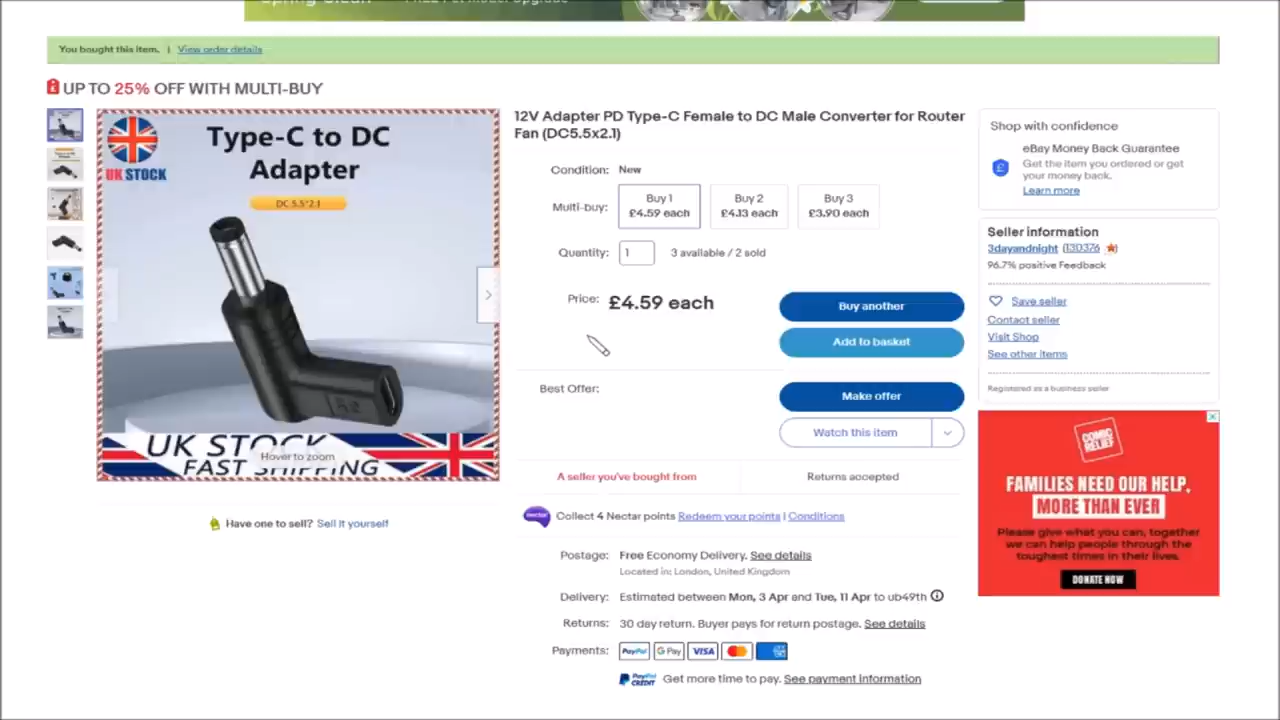 You bought this item. | View order details
UP TO 25% OFF WITH MULTI-BUY
Type-C to DC
Adapter
UK STOCK
DC 5.5*2.1
UK STOCK
Hover to zoom
FAST SHIPPING
Have one to sell? Sell it yourself
12V Adapter PD Type-C Female to DC Male Converter for Router
Fan (DC5.5x2.1)
Condition: New
Multi-buy:
Buy 1
£4.59 each
Buy 2
£4.13 each
Buy 3
£3.90 each
Quantity: 1 3 available / 2 sold
Price: £4.59 each
Buy another
Add to basket
Best Offer:
Make offer
Watch this item
A seller you've bought from
Returns accepted
nectar Collect 4 Nectar points Redeem your points | Conditions
Postage: Free Economy Delivery. See details
Located in: London, United Kingdom
Delivery: Estimated between Mon, 3 Apr and Tue, 11 Apr to ub49th
Returns: 30 day return. Buyer pays for return postage. See details
Payments: PayPal G Pay VISA
PayPal CREDIT Get more time to pay. See payment information
Shop with confidence
eBay Money Back Guarantee
Get the item you ordered or get
your money back.
Learn more
Seller information
3dayandnight (130376
96.7% positive Feedback
Save seller
Contact seller
Visit Shop
See other items
Registered as a business seller
COMIC
RELIEF
FAMILIES NEED OUR HELP,
MORE THAN EVER
Please give what you can, together
we can help people through the
toughest times in their lives.
DONATE NOW